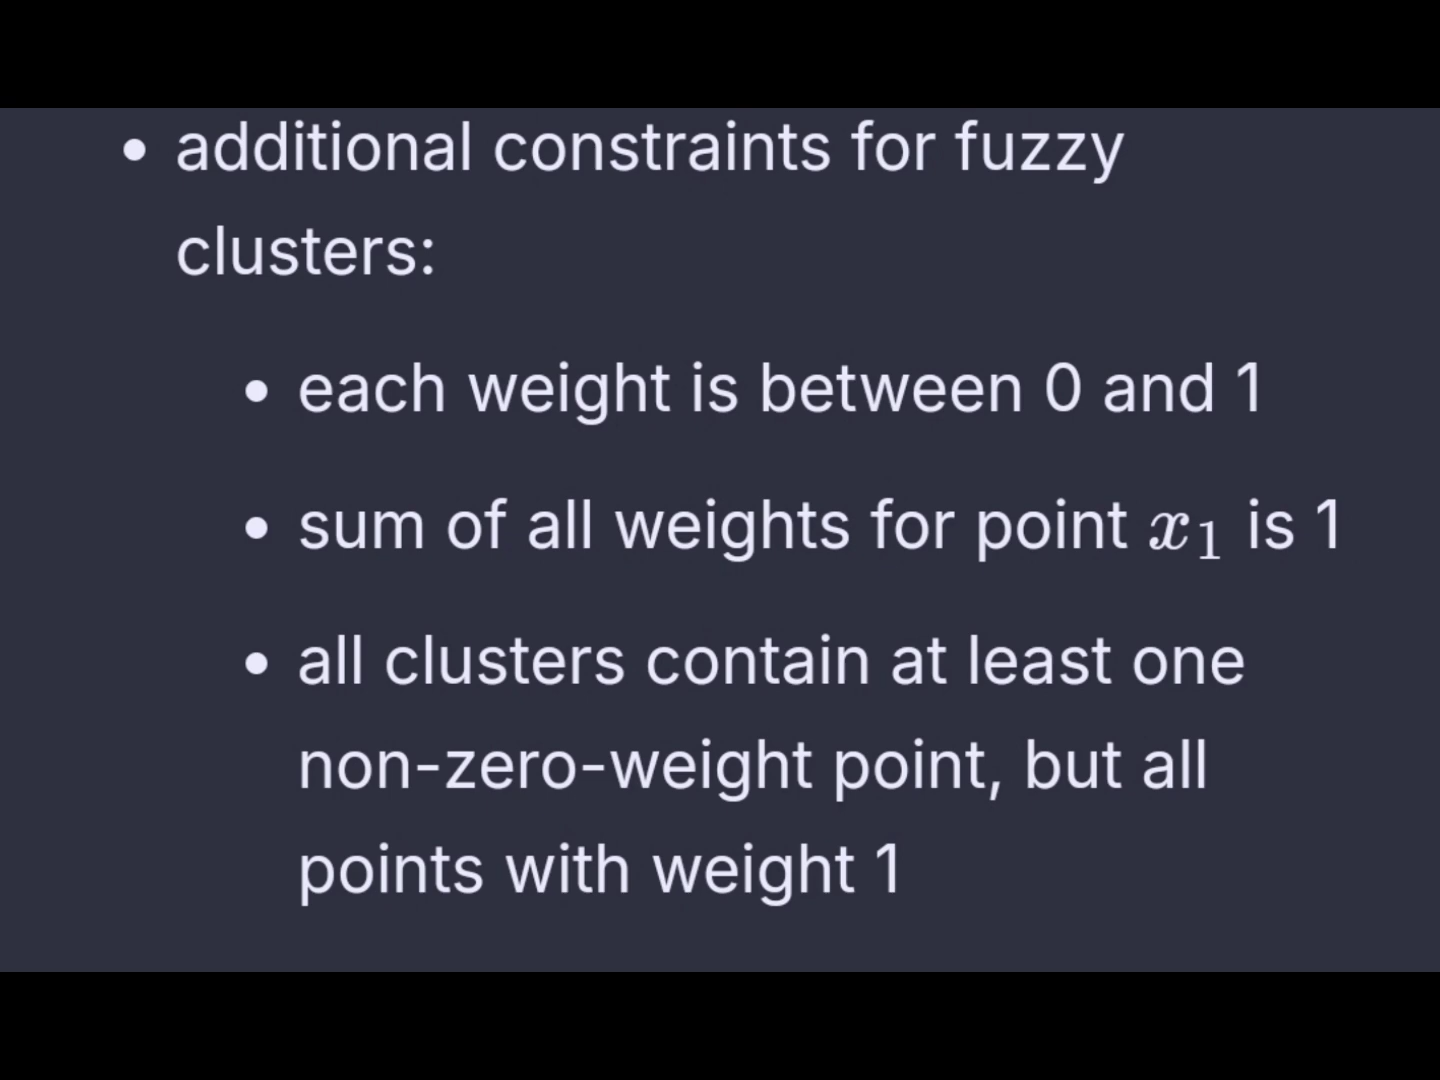 • additional constraints for fuzzy
clusters:
• each weight is between 0 and 1
• sum of all weights for point x₁ is 1
• all clusters contain at least one
non-zero-weight point, but all
points with weight 1